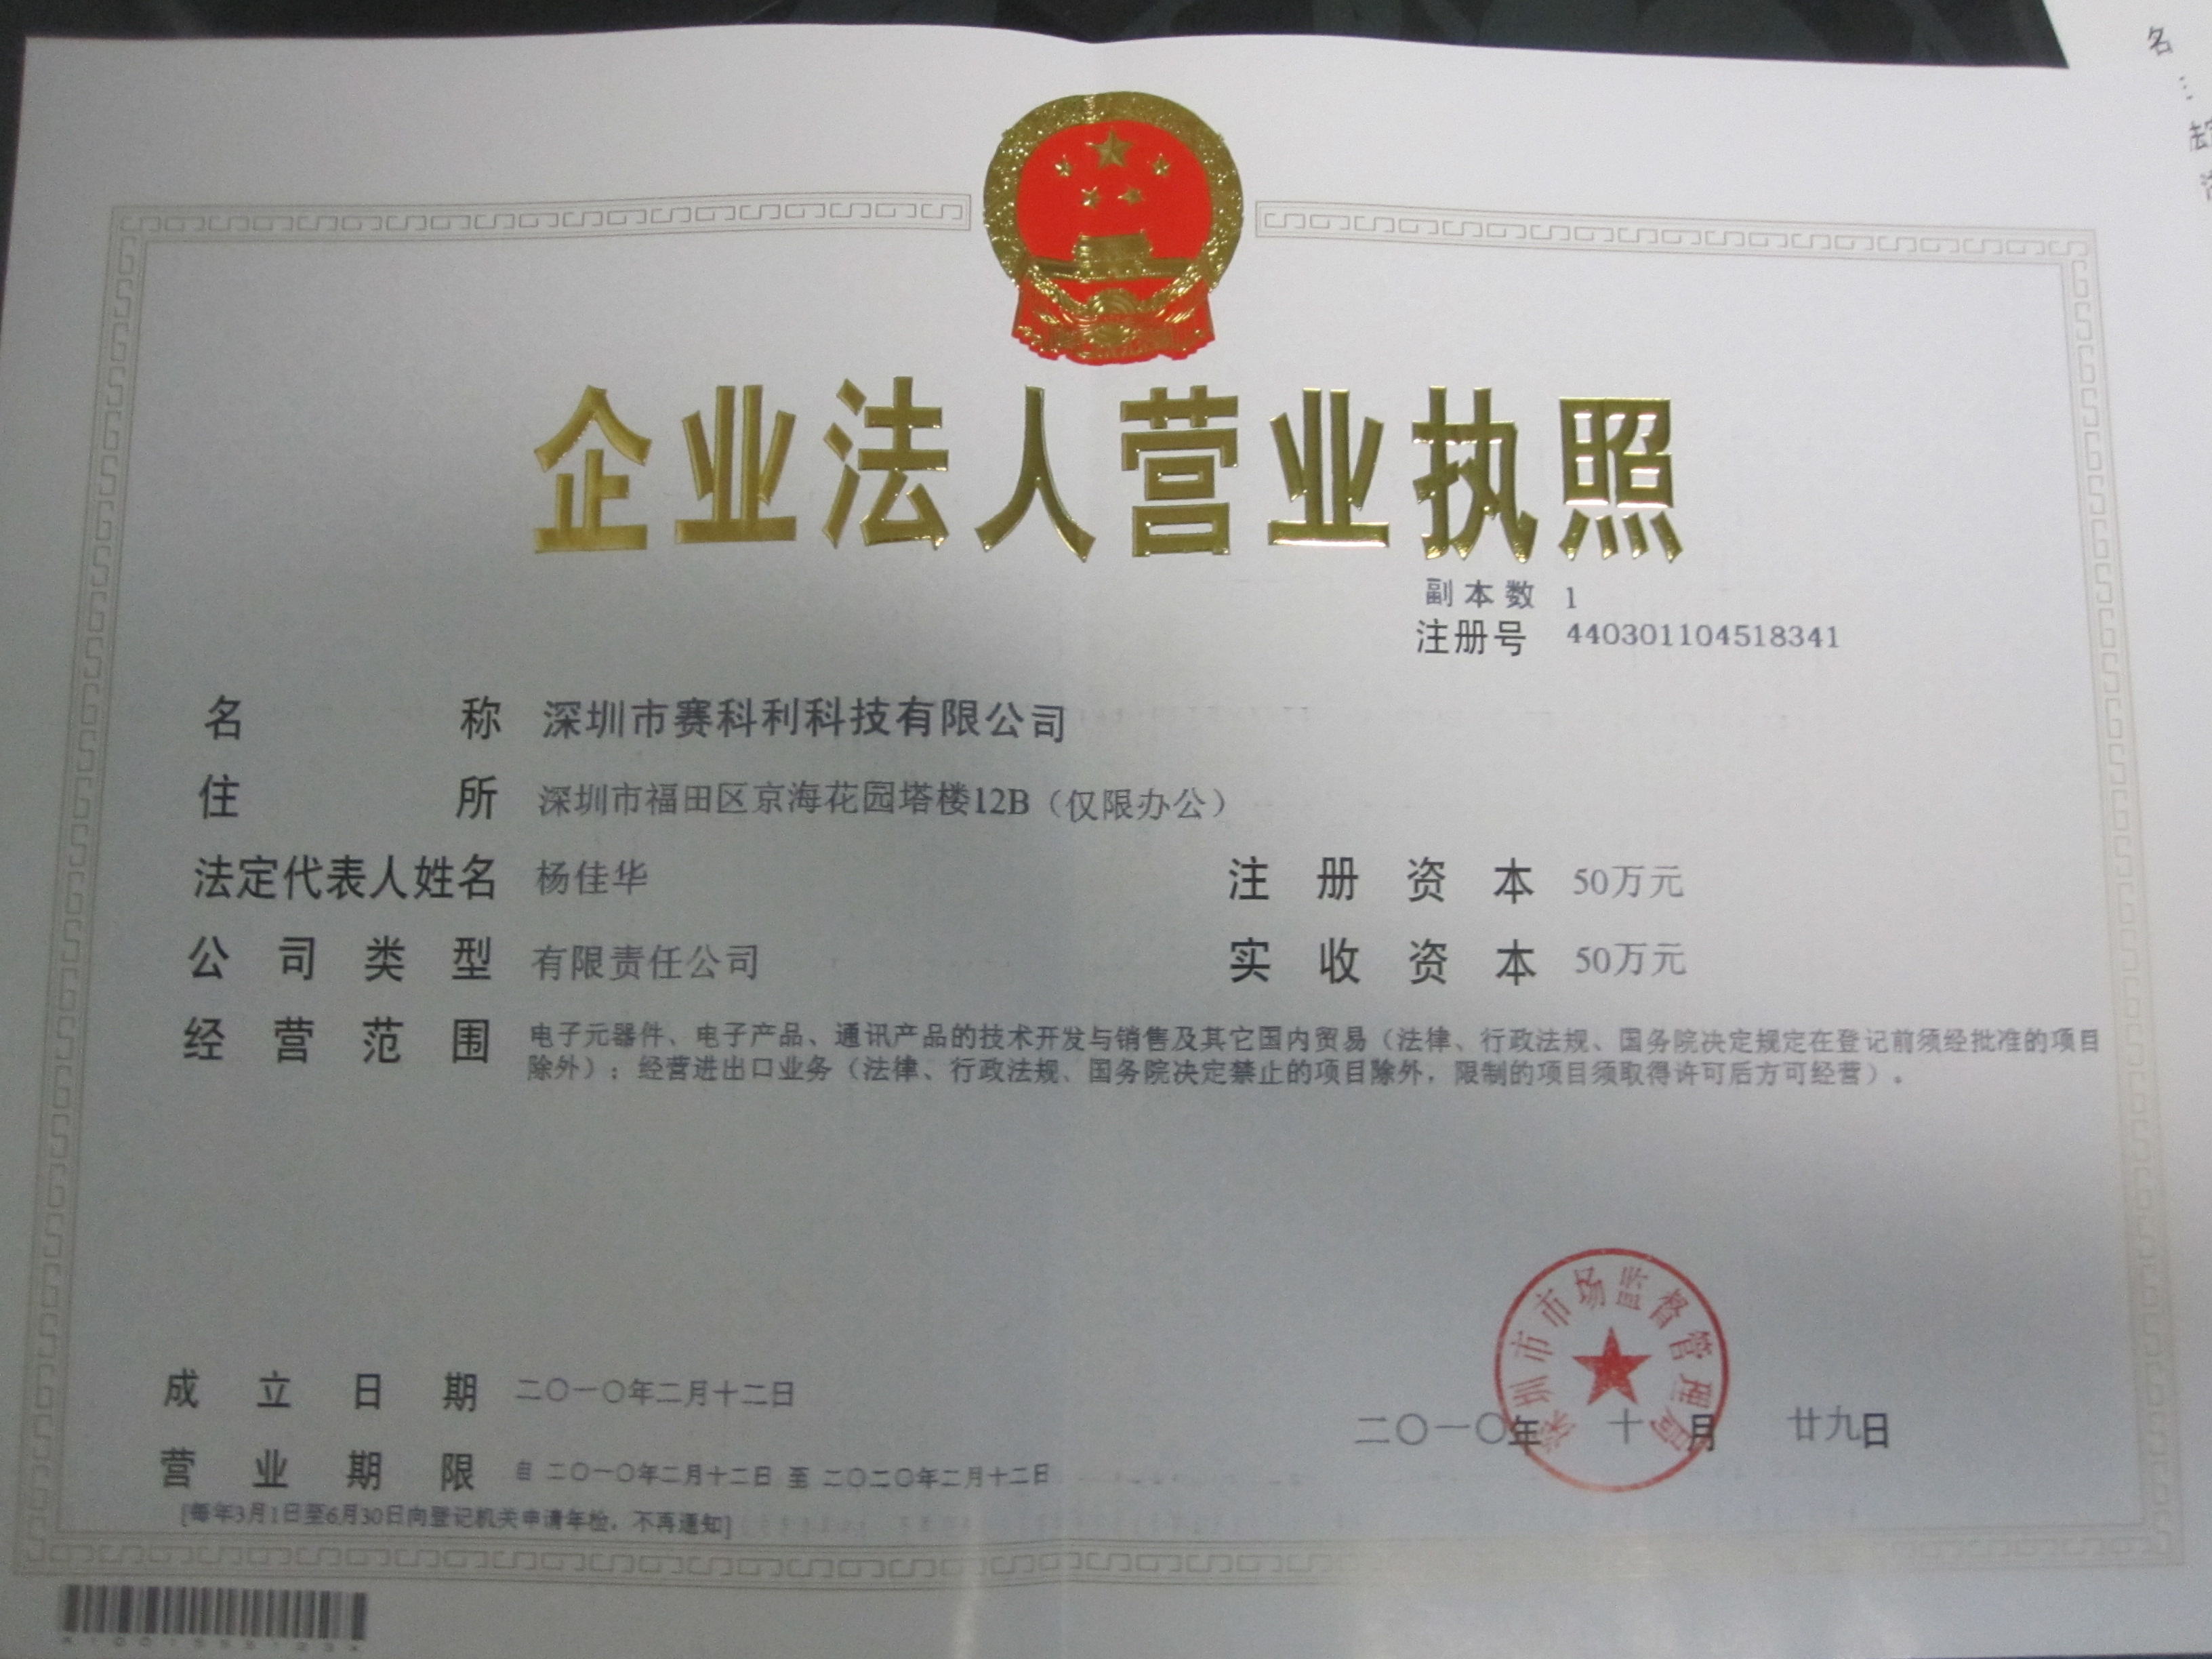 企业法人营业执照
副本数 1
注册号 440301104518341
名称 深圳市赛科利科技有限公司
住所 深圳市福田区京海花园塔楼12B（仅限办公）
法定代表人姓名 杨佳华 注册资本 50万元
公司类型 有限责任公司 实收资本 50万元
经营范围 电子元器件、电子产品、通讯产品的技术开发与销售及其它国内贸易（法律、行政法规、国务院决定规定在登记前须经批准的项目
除外）；经营进出口业务（法律、行政法规、国务院决定禁止的项目除外，限制的项目须取得许可后方可经营）。
深圳市市场监督管理局
成立日期 二〇一〇年二月十二日
二〇一〇年 十 月 廿九日
营业期限 自 二〇一〇年二月十二日 至 二〇二〇年二月十二日
[每年3月1日至6月30日向登记机关申请年检，不再通知]
名